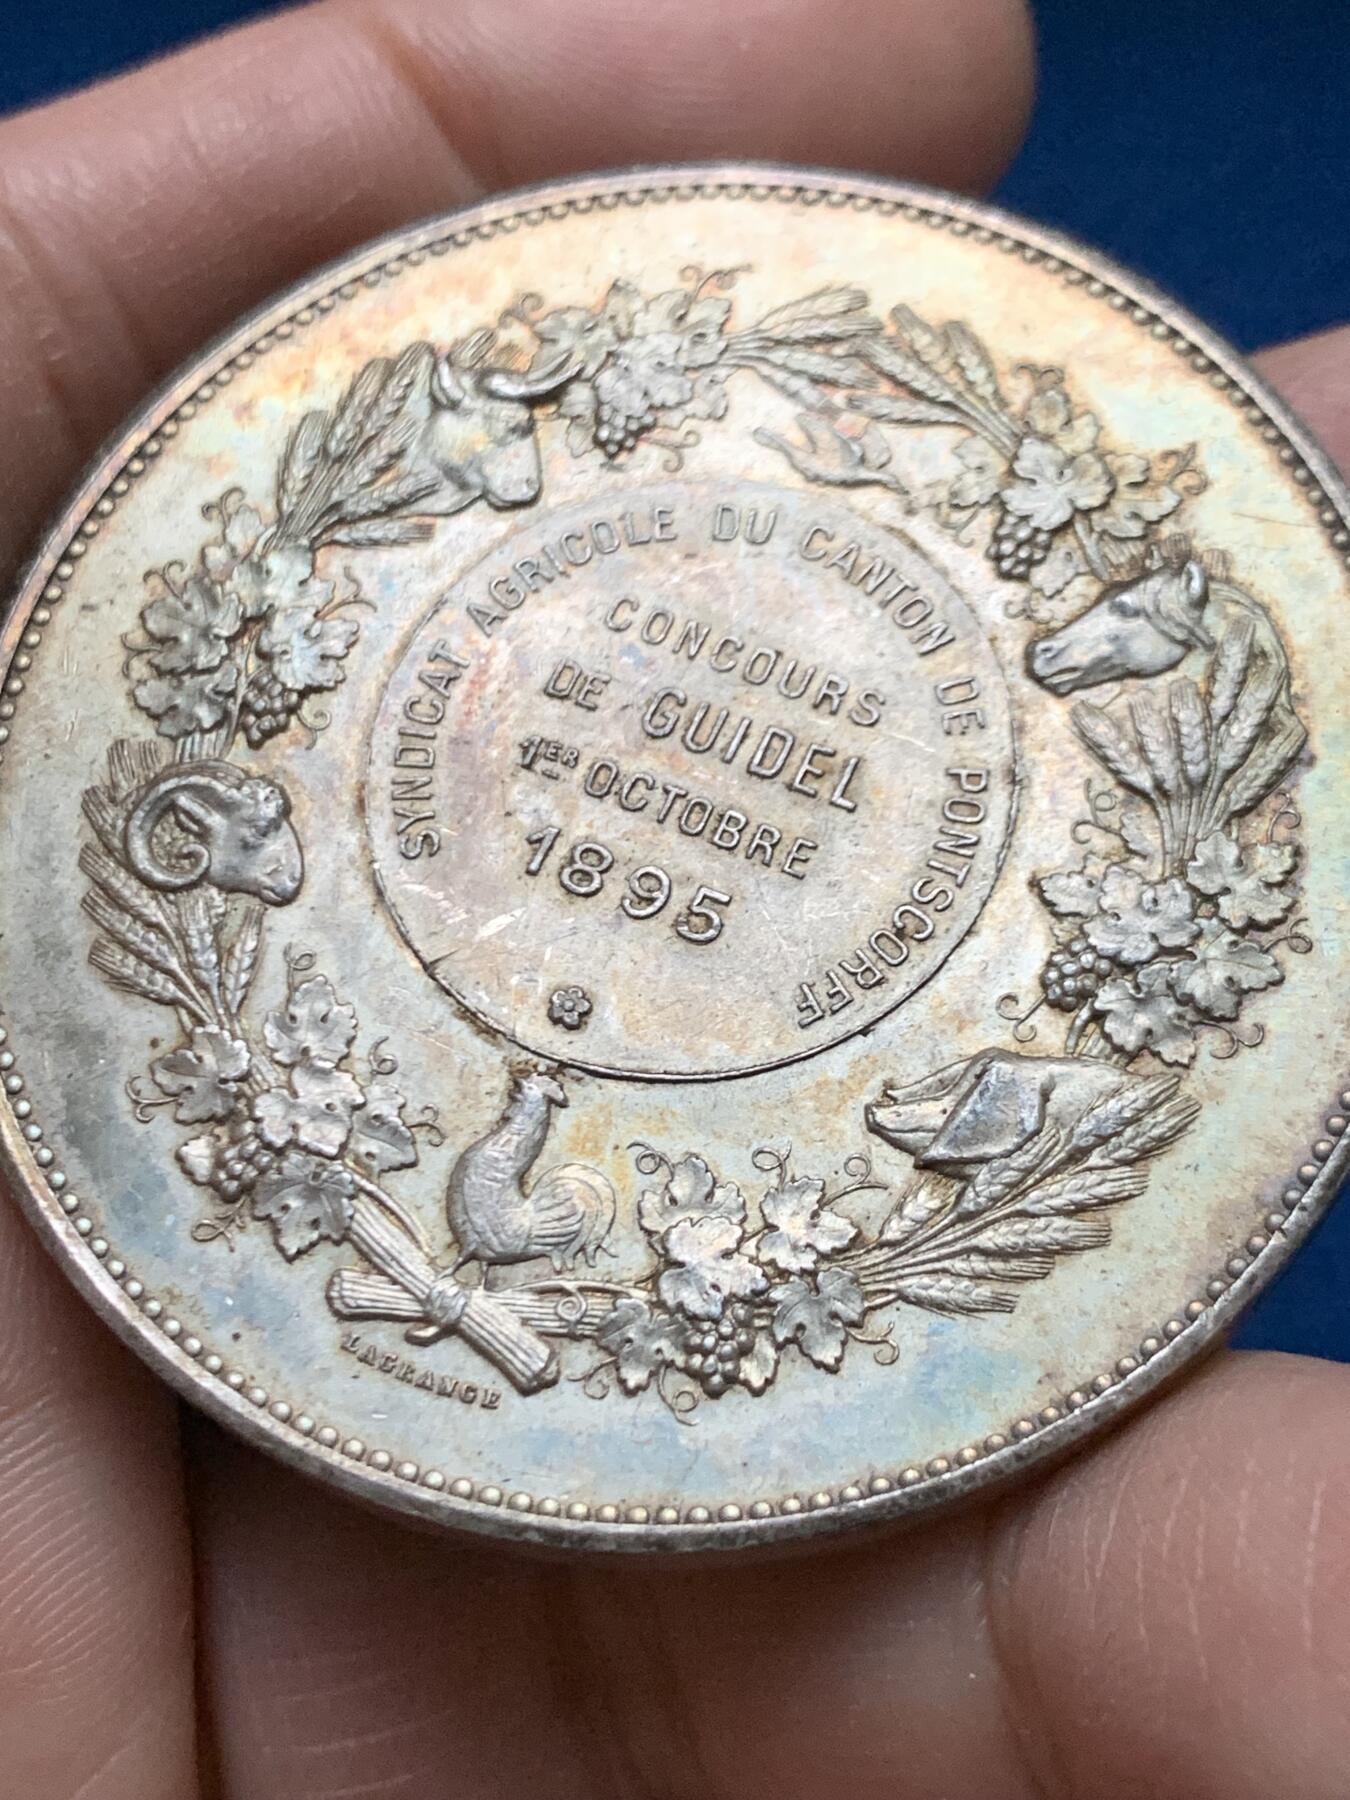 SYNDICAT AGRICOLE DU CANTON DE PONTSCORFF
CONCOURS
DE GUIDEL
1ER OCTOBRE
1895
LAGRANGE